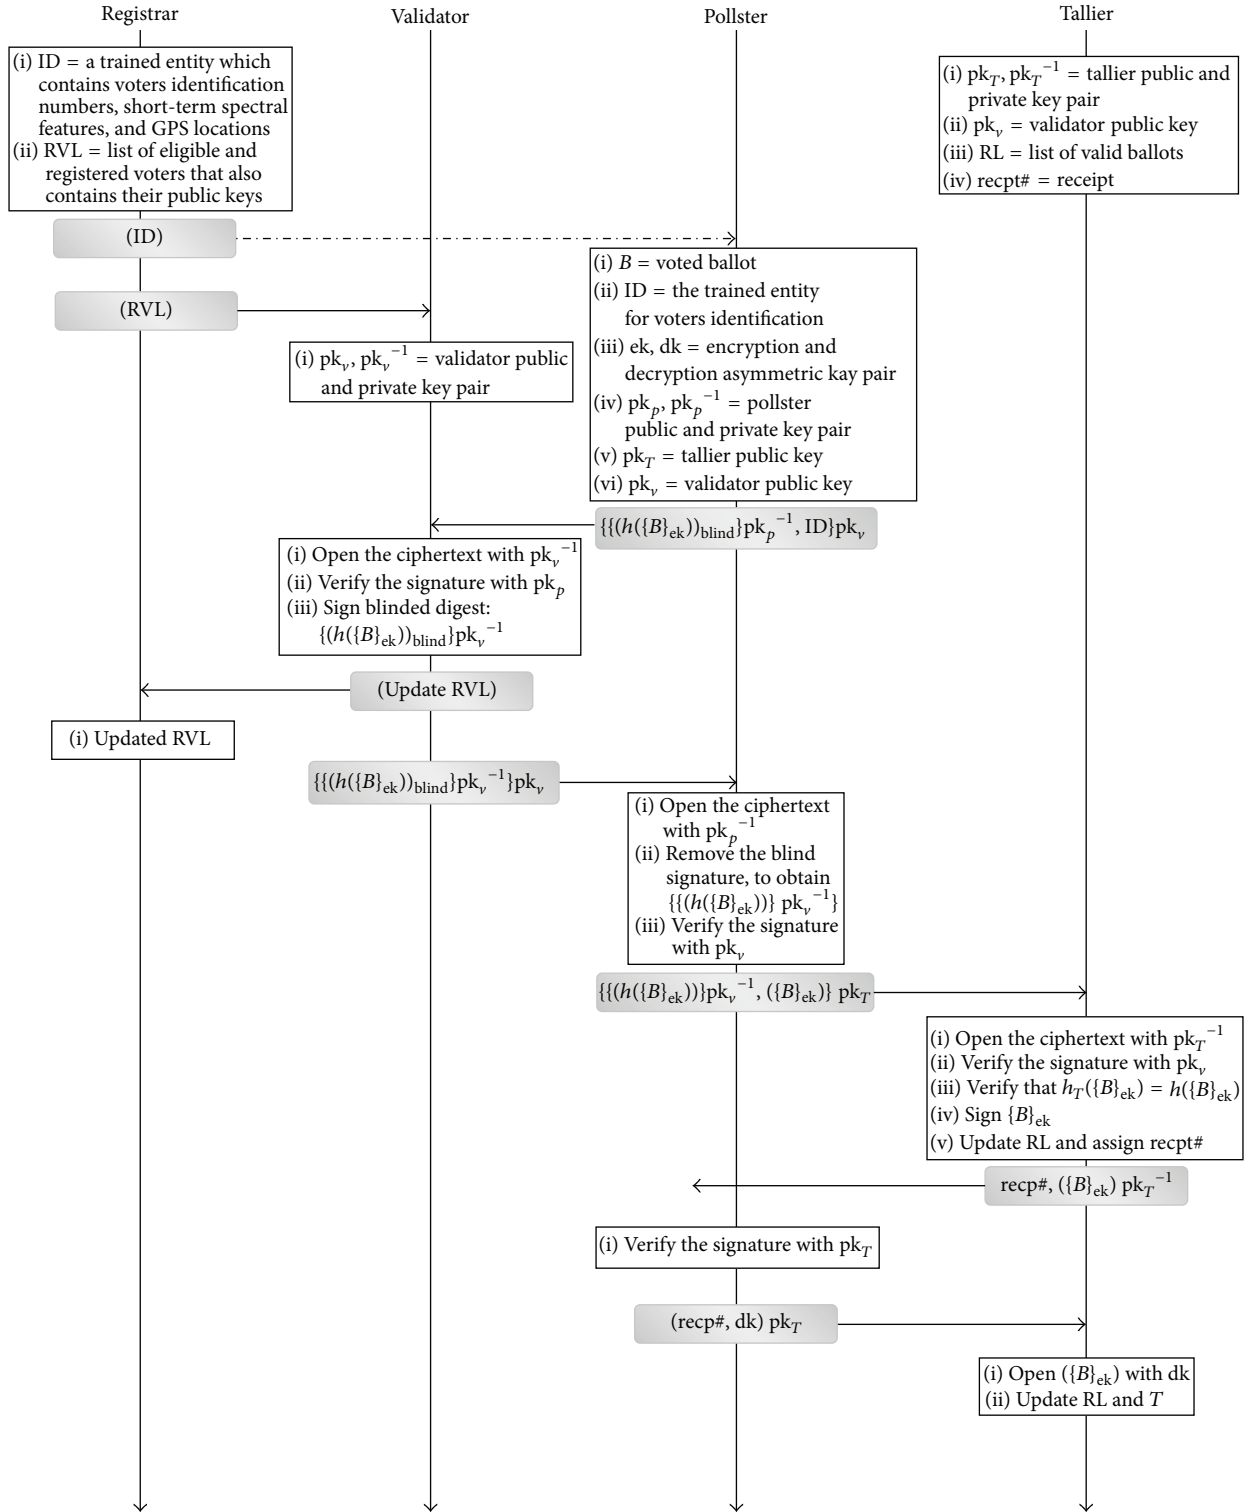 Registrar
Validator
Pollster
Tallier
(i) ID = a trained entity which
contains voters identification
numbers, short-term spectral
features, and GPS locations
(ii) RVL = list of eligible and
registered voters that also
contains their public keys
(i) pk_T, pk_T^−1 = tallier public and
private key pair
(ii) pk_v = validator public key
(iii) RL = list of valid ballots
(iv) recpt# = receipt
(ID)
(RVL)
(i) B = voted ballot
(ii) ID = the trained entity
for voters identification
(iii) ek, dk = encryption and
decryption asymmetric kay pair
(iv) pk_p, pk_p^−1 = pollster
public and private key pair
(v) pk_T = tallier public key
(vi) pk_v = validator public key
(i) pk_v, pk_v^−1 = validator public
and private key pair
{{(h({B}_ek))_blind}pk_p^−1, ID}pk_v
(i) Open the ciphertext with pk_v^−1
(ii) Verify the signature with pk_p
(iii) Sign blinded digest:
{(h({B}_ek))_blind}pk_v^−1
(Update RVL)
(i) Updated RVL
{{(h({B}_ek))_blind}pk_v^−1}pk_v
(i) Open the ciphertext
with pk_p^−1
(ii) Remove the blind
signature, to obtain
{{(h({B}_ek))} pk_v^−1}
(iii) Verify the signature
with pk_v
{{(h({B}_ek))}pk_v^−1, ({B}_ek)} pk_T
(i) Open the ciphertext with pk_T^−1
(ii) Verify the signature with pk_v
(iii) Verify that h_T({B}_ek) = h({B}_ek)
(iv) Sign {B}_ek
(v) Update RL and assign recpt#
recp#, ({B}_ek) pk_T^−1
(i) Verify the signature with pk_T
(recp#, dk) pk_T
(i) Open ({B}_ek) with dk
(ii) Update RL and T